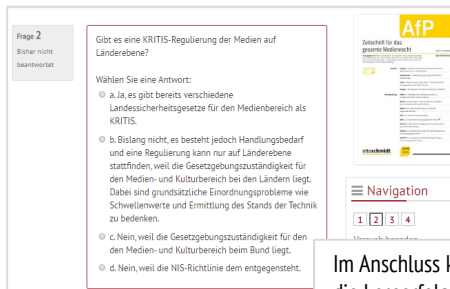 Frage 2
Bisher nicht
beantwortet
Gibt es eine KRITIS-Regulierung der Medien auf
Länderebene?
Wählen Sie eine Antwort:
a. Ja, es gibt bereits verschiedene
Landessicherheitsgesetze für den Medienbereich als
KRITIS.
b. Bislang nicht, es besteht jedoch Handlungsbedarf
und eine Regulierung kann nur auf Länderebene
stattfinden, weil die Gesetzgebungszuständigkeit für
den Medien- und Kulturbereich bei den Ländern liegt.
Dabei sind grundsätzliche Einordnungsprobleme wie
Schwellenwerte und Ermittlung des Stands der Technik
zu bedenken.
c. Nein, weil die Gesetzgebungszuständigkeit für den
den Medien- und Kulturbereich beim Bund liegt.
d. Nein, weil die NIS-Richtlinie dem entgegensteht.
AfP
Zeitschrift für das
gesamte Medienrecht
ottoschmidt
Navigation
1 2 3 4
Im Anschluss k